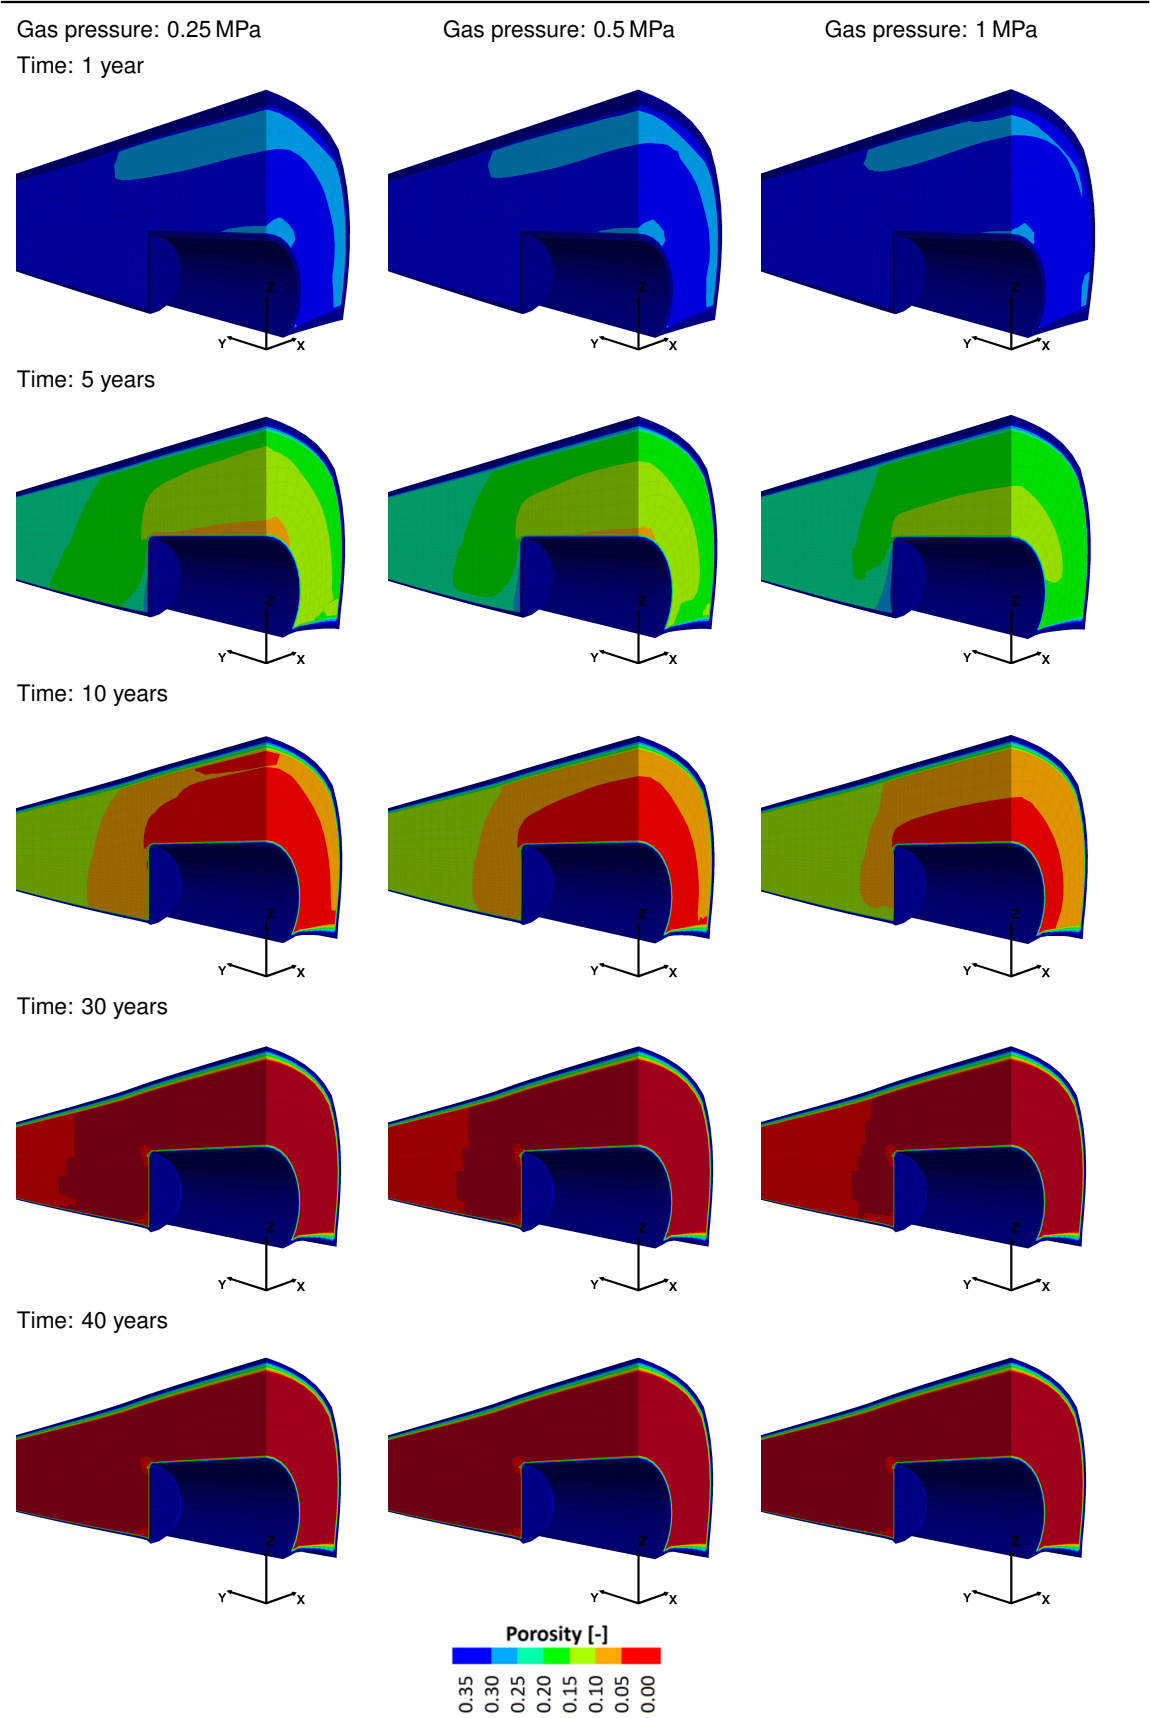 Gas pressure: 0.25 MPa Gas pressure: 0.5 MPa Gas pressure: 1 MPa
Time: 1 year
Z Z Z
Y X Y X Y X
Time: 5 years
Z Z Z
Y X Y X Y X
Time: 10 years
Z Z Z
Y X Y X Y X
Time: 30 years
Z Z Z
Y X Y X Y X
Time: 40 years
Z Z Z
Y X Y X Y X
Porosity [-]
0.35 0.30 0.25 0.20 0.15 0.10 0.05 0.00